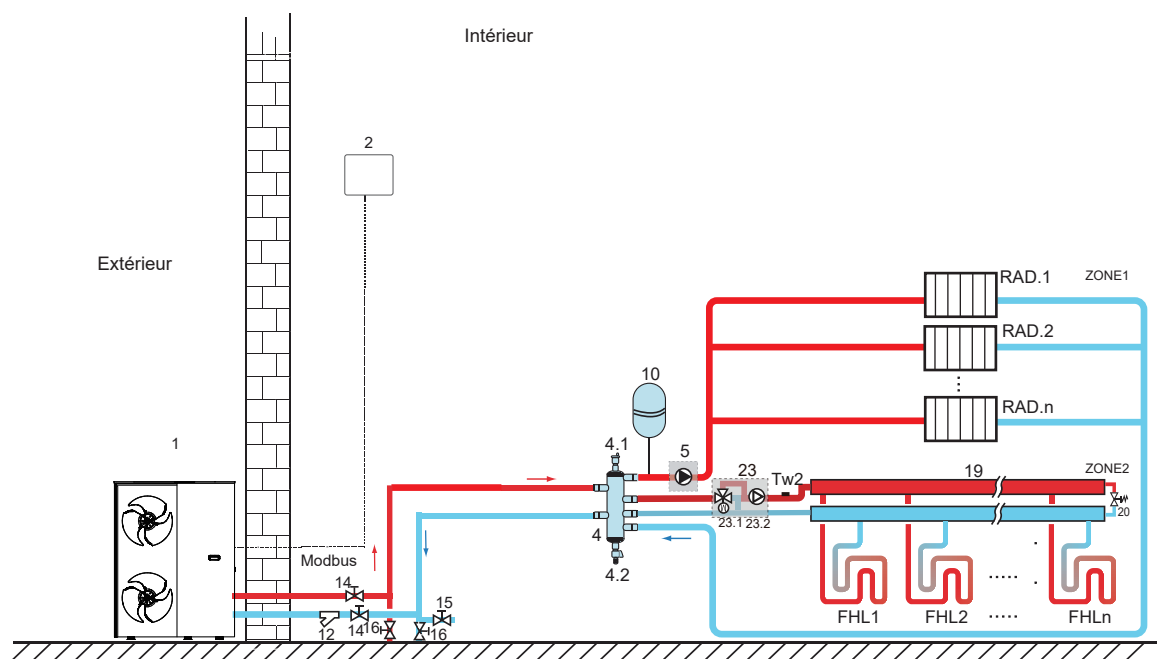 Intérieur
2
Extérieur
RAD.1
ZONE1
RAD.2
10
RAD.n
1
4.1
5
23
Tw2
19
ZONE2
20
23.1
23.2
4
4.2
Modbus
14
15
12
14
16
16
FHL1
FHL2
FHLn